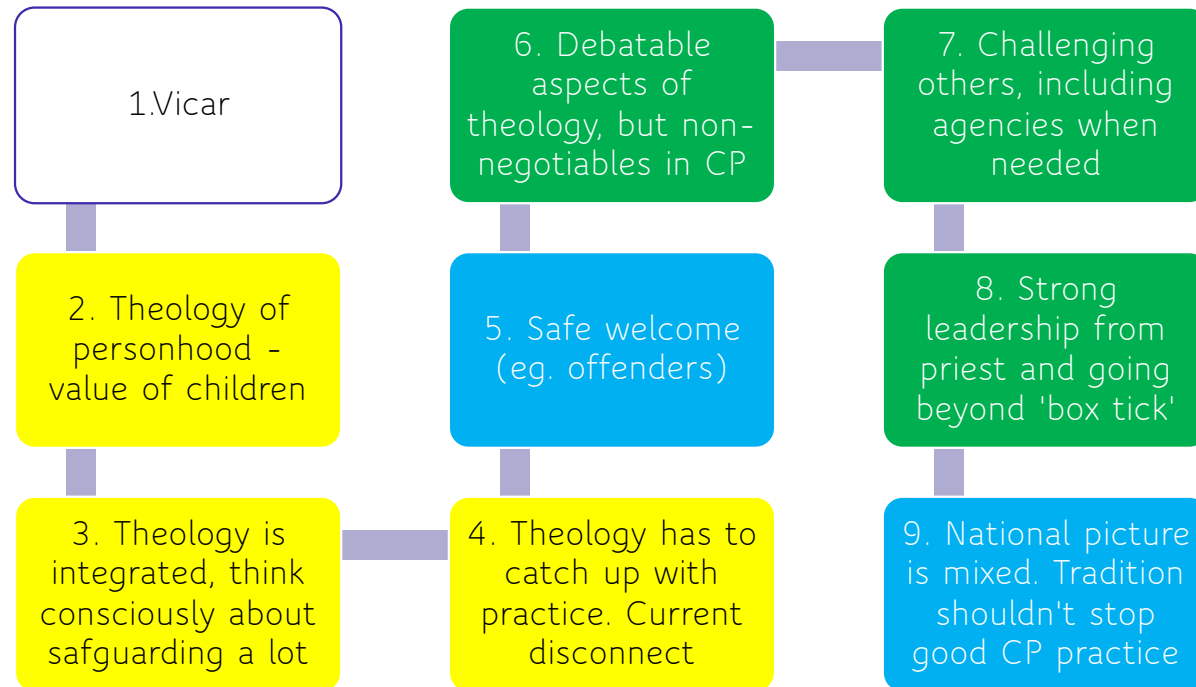 1.Vicar
2. Theology of
personhood -
value of children
3. Theology is
integrated, think
consciously about
safguarding a lot
4. Theology has to
catch up with
practice. Current
disconnect
5. Safe welcome
(eg. offenders)
6. Debatable
aspects of
theology, but non-
negotiables in CP
7. Challenging
others, including
agencies when
needed
8. Strong
leadership from
priest and going
beyond 'box tick'
9. National picture
is mixed. Tradition
shouldn't stop
good CP practice